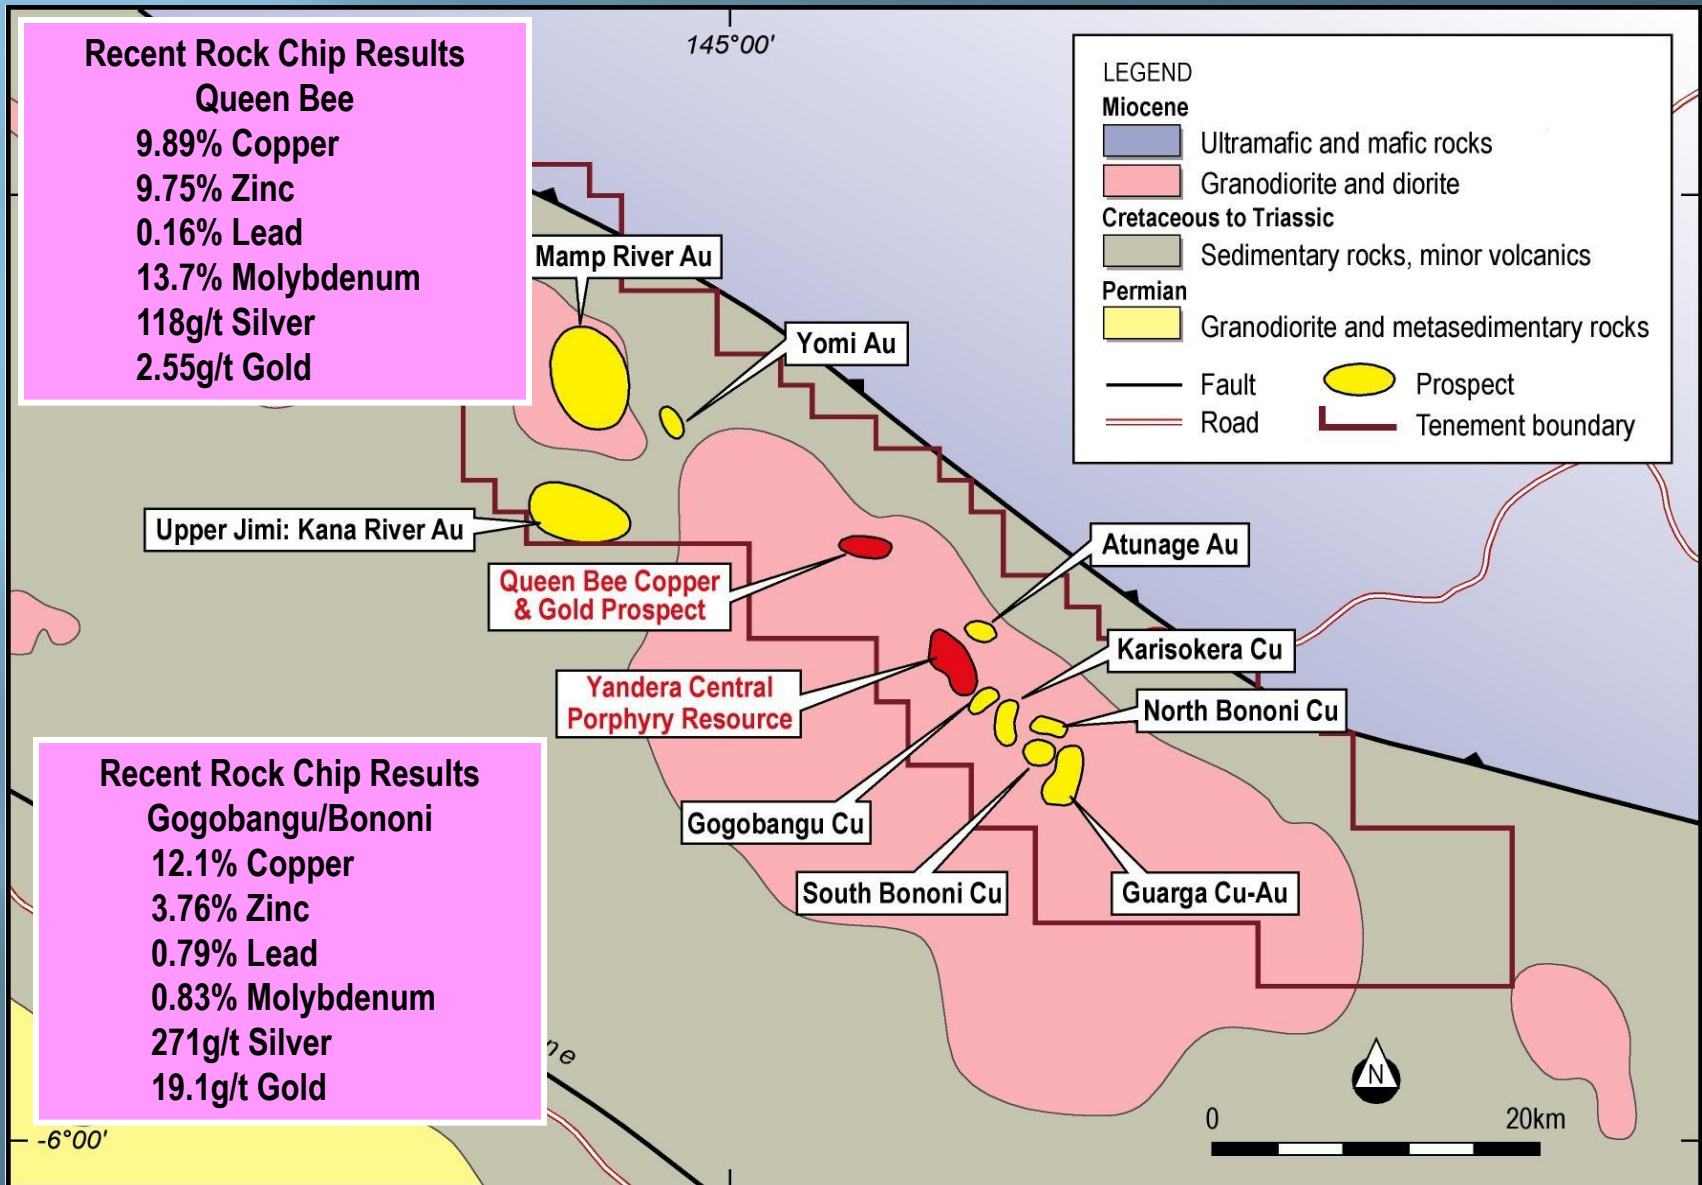 Recent Rock Chip Results
Queen Bee
9.89% Copper
9.75% Zinc
0.16% Lead
13.7% Molybdenum
118g/t Silver
2.55g/t Gold
145°00'
LEGEND
Miocene
Ultramafic and mafic rocks
Granodiorite and diorite
Cretaceous to Triassic
Sedimentary rocks, minor volcanics
Permian
Granodiorite and metasedimentary rocks
Fault
Prospect
Road
Tenement boundary
Mamp River Au
Yomi Au
Upper Jimi: Kana River Au
Queen Bee Copper
& Gold Prospect
Atunage Au
Karisokera Cu
Yandera Central
Porphyry Resource
North Bononi Cu
Gogobangu Cu
South Bononi Cu
Guarga Cu-Au
Recent Rock Chip Results
Gogobangu/Bononi
12.1% Copper
3.76% Zinc
0.79% Lead
0.83% Molybdenum
271g/t Silver
19.1g/t Gold
ne
N
0 20km
-6°00'